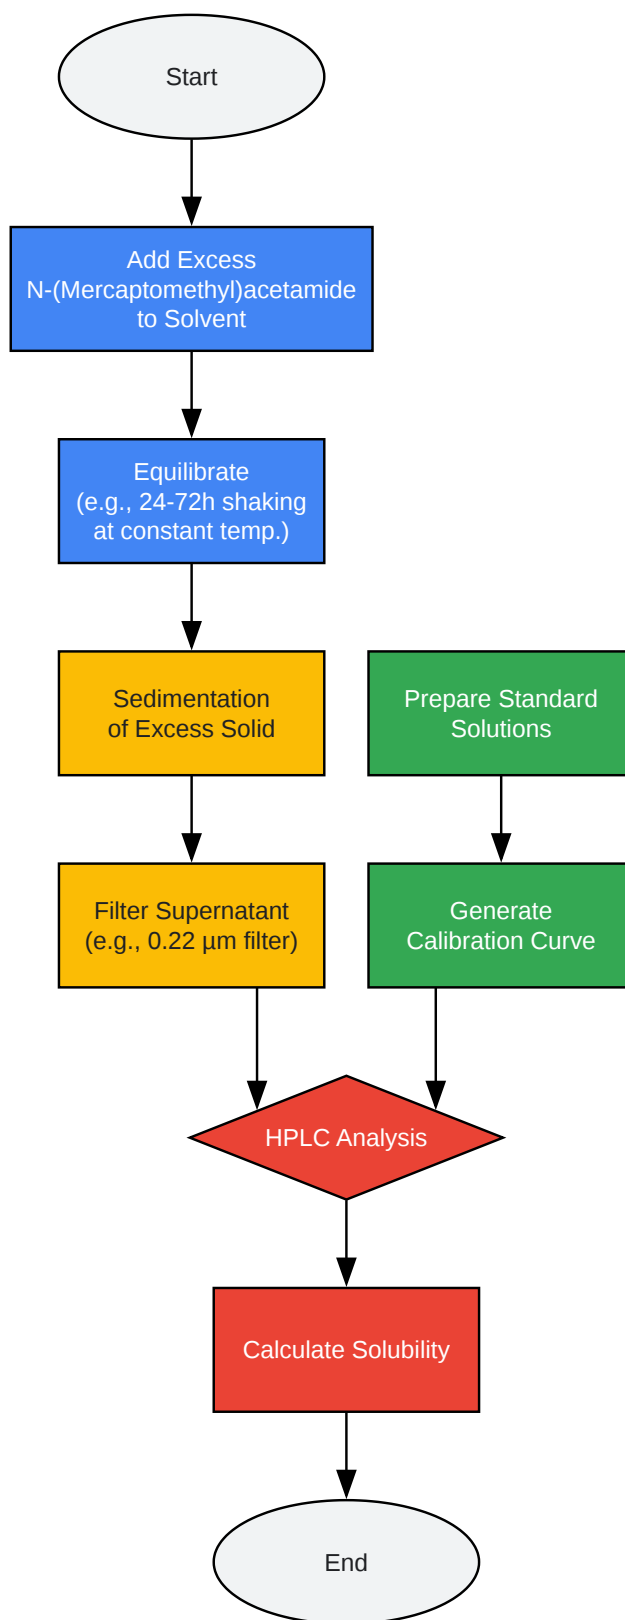 Start
Add Excess
N-(Mercaptomethyl)acetamide
to Solvent
Equilibrate
(e.g., 24-72h shaking
at constant temp.)
Sedimentation
of Excess Solid
Prepare Standard
Solutions
Filter Supernatant
(e.g., 0.22 µm filter)
Generate
Calibration Curve
HPLC Analysis
Calculate Solubility
End